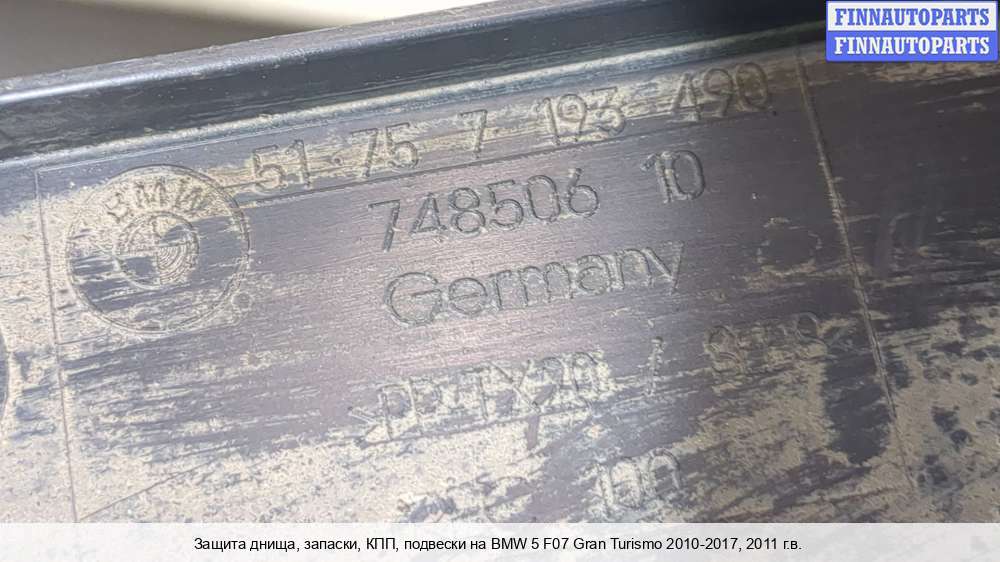 FINNAUTOPARTS
FINNAUTOPARTS
51 75 7 193 490
BMW
748506 10
Germany
100
Защита днища, запаски, КПП, подвески на BMW 5 F07 Gran Turismo 2010-2017, 2011 г.в.